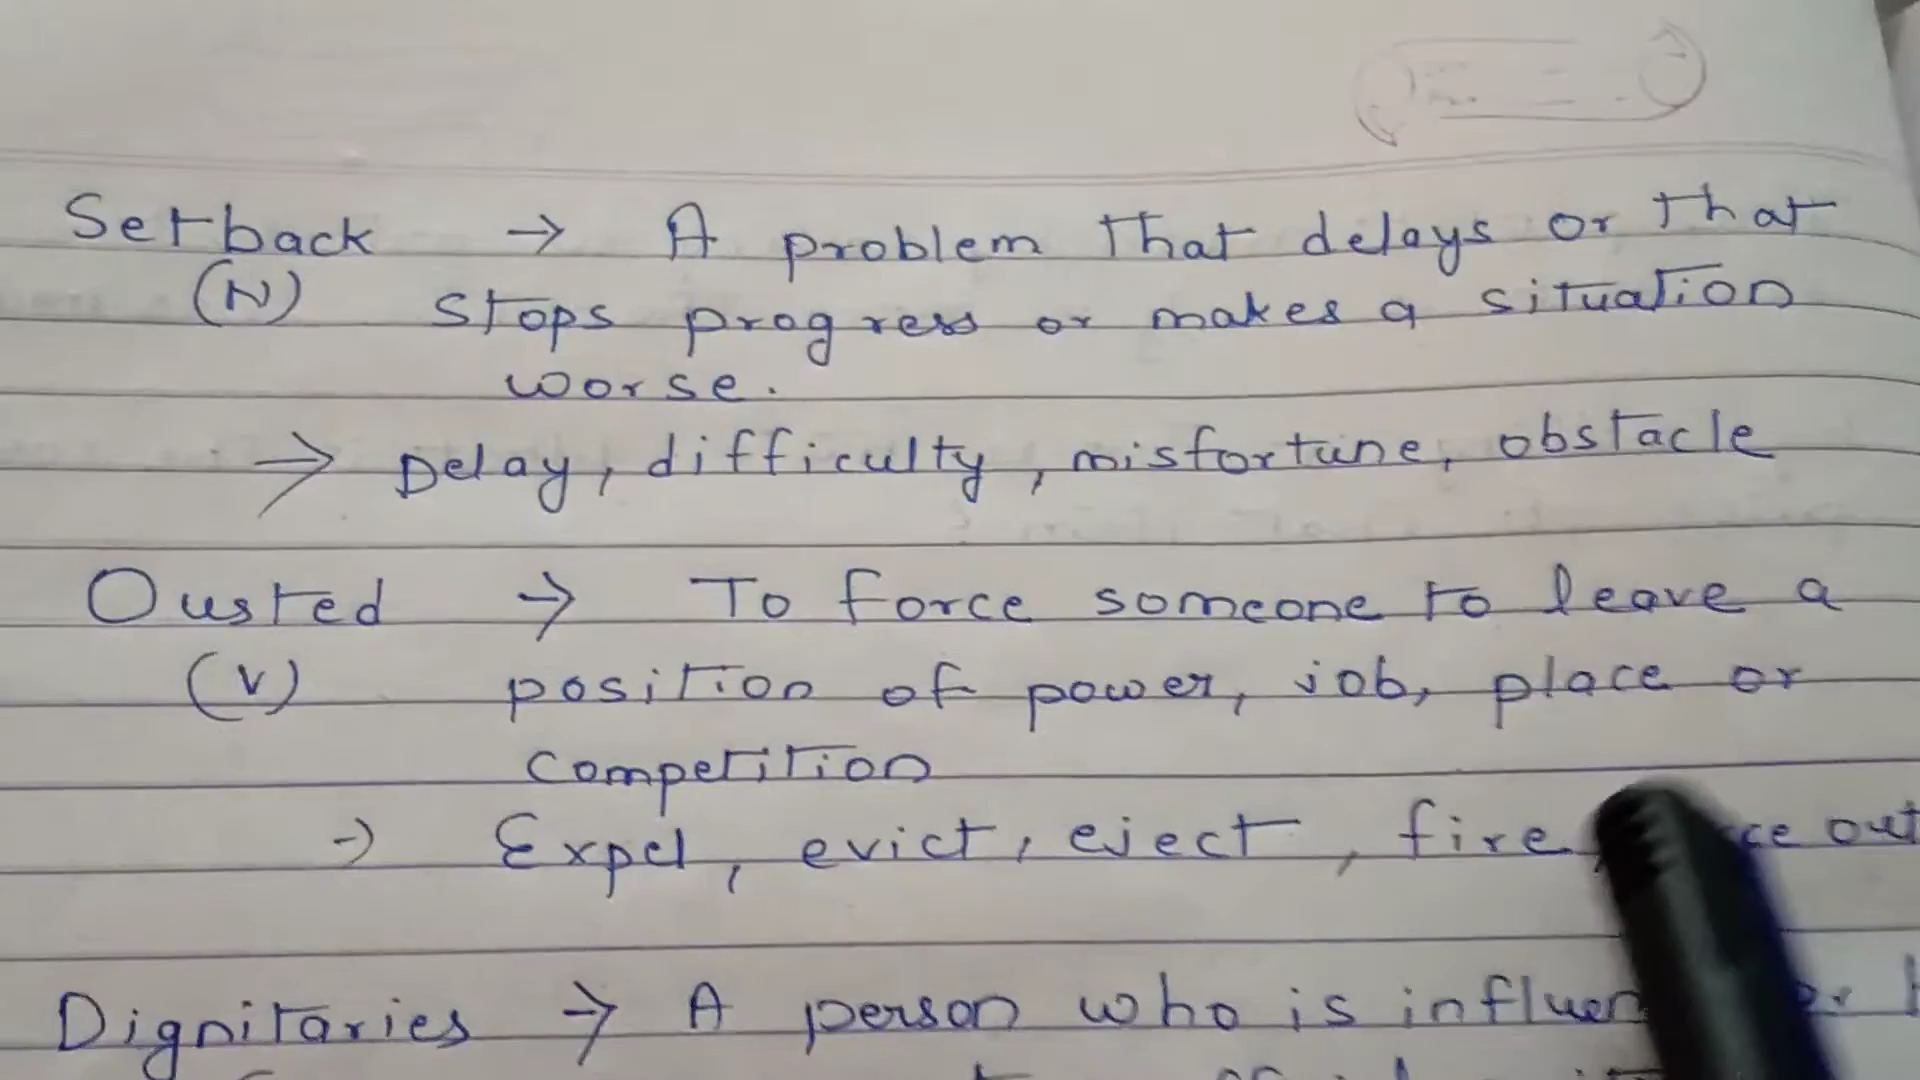 Setback → A problem that delays or that
(N) stops progress or makes a situation
worse.
→ Delay, difficulty, misfortune, obstacle
Ousted → To force someone to leave a
(V) position of power, job, place or
competition
→ Expel, evict, eject, fire, out
Dignitaries → A person who is